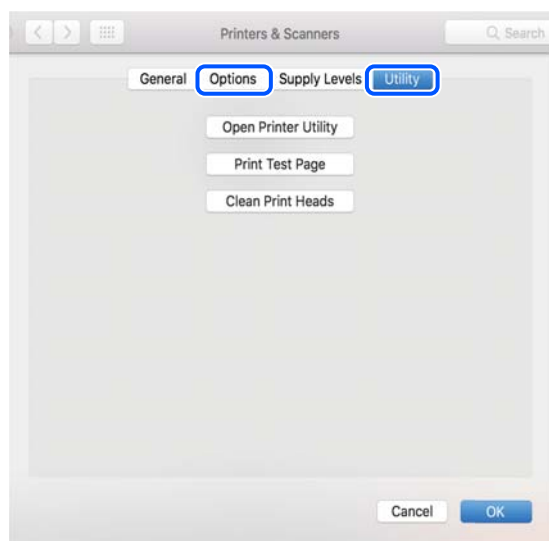 Printers & Scanners Search
General Options Supply Levels Utility
Open Printer Utility
Print Test Page
Clean Print Heads
Cancel OK